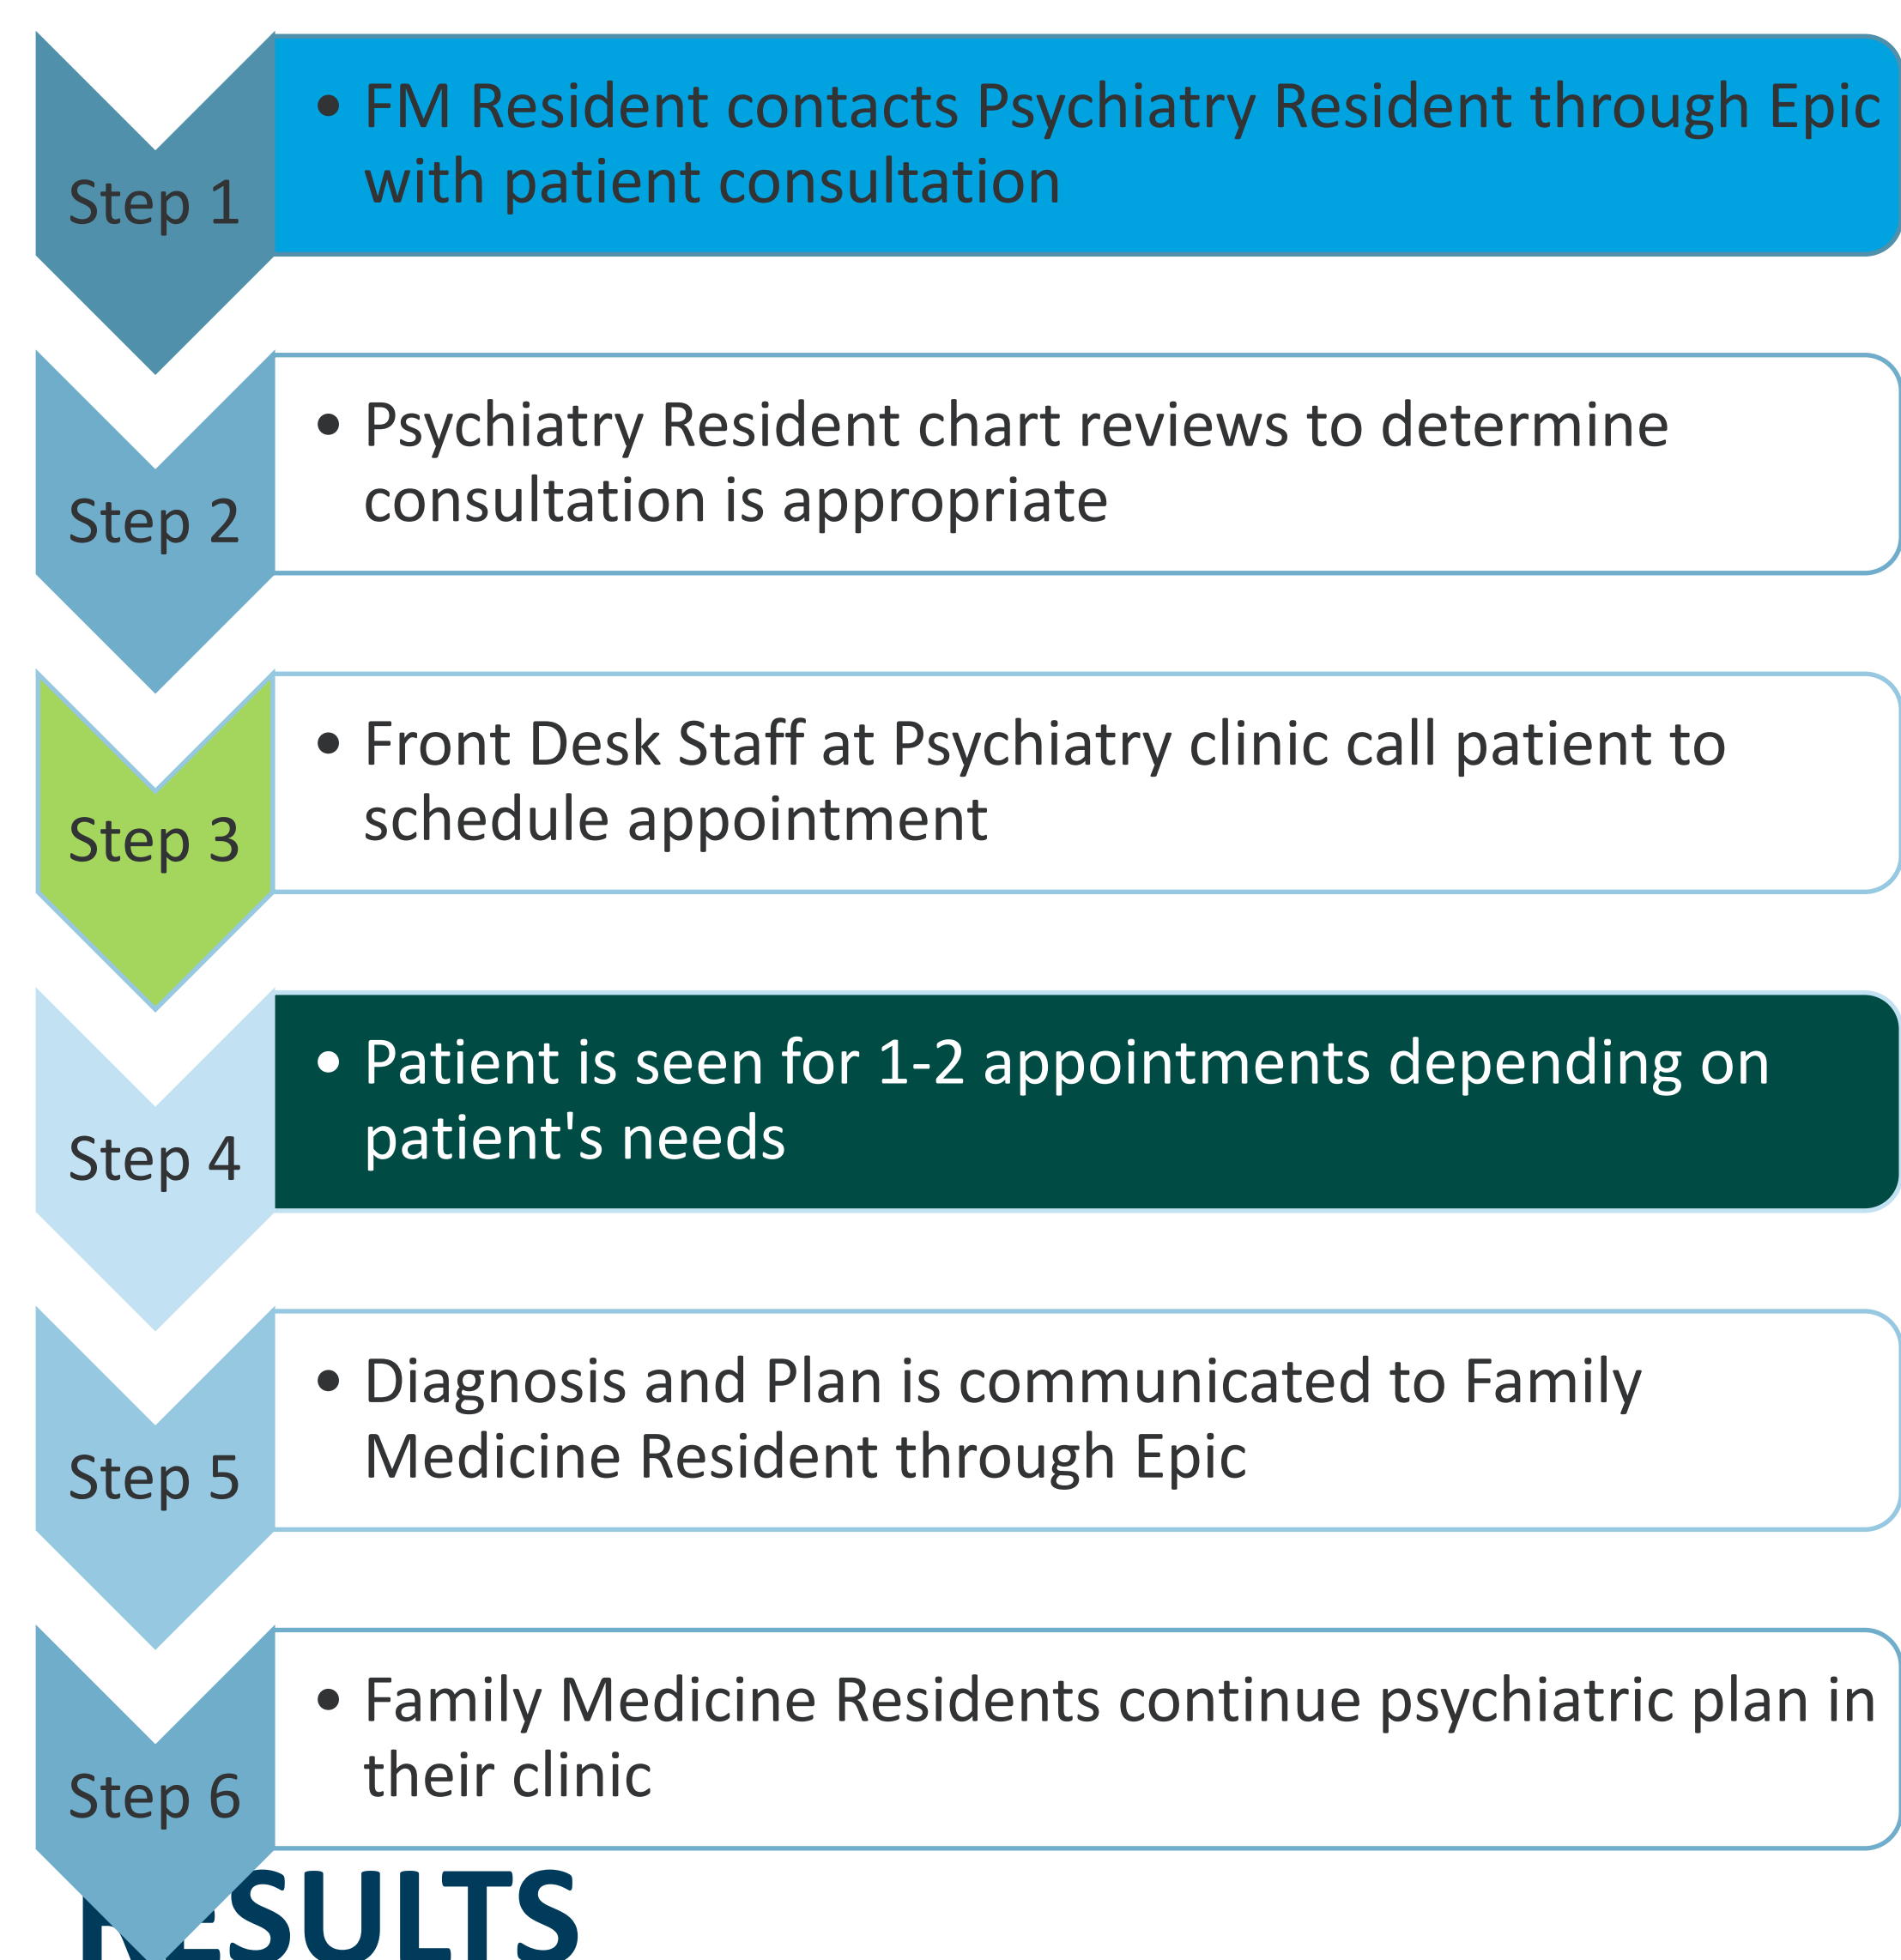 Step 1
• FM Resident contacts Psychiatry Resident through Epic
with patient consultation
Step 2
• Psychiatry Resident chart reviews to determine
consultation is appropriate
Step 3
• Front Desk Staff at Psychiatry clinic call patient to
schedule appointment
Step 4
• Patient is seen for 1-2 appointments depending on
patient's needs
Step 5
• Diagnosis and Plan is communicated to Family
Medicine Resident through Epic
Step 6
• Family Medicine Residents continue psychiatric plan in
their clinic
RESULTS